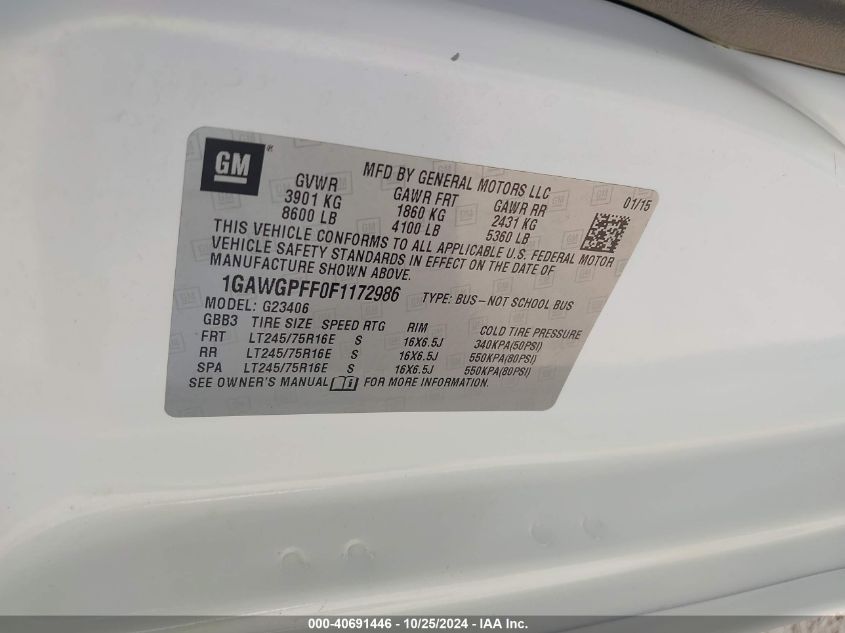 GM ®
MFD BY GENERAL MOTORS LLC
01/15
GVWR GAWR FRT GAWR RR
3901 KG 1860 KG 2431 KG
8600 LB 4100 LB 5360 LB
THIS VEHICLE CONFORMS TO ALL APPLICABLE U.S. FEDERAL MOTOR
VEHICLE SAFETY STANDARDS IN EFFECT ON THE DATE OF
MANUFACTURE SHOWN ABOVE.
1GAWGPFF0F1172986 TYPE: BUS-NOT SCHOOL BUS
MODEL: G23406
GBB3 TIRE SIZE SPEED RTG RIM COLD TIRE PRESSURE
FRT LT245/75R16E S 16X6.5J 340KPA(50PSI)
RR LT245/75R16E S 16X6.5J 550KPA(80PSI)
SPA LT245/75R16E S 16X6.5J 550KPA(80PSI)
SEE OWNER'S MANUAL FOR MORE INFORMATION.
000-40691446 / 10/25/2024 - IAA Inc.